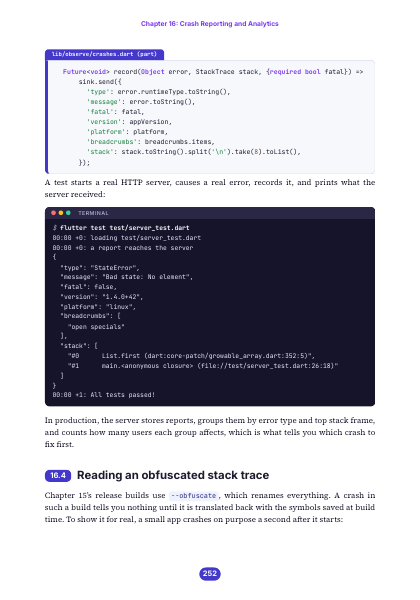 Chapter 16: Crash Reporting and Analytics
lib/observe/crashes.dart (part)
Future<void> record(Object error, StackTrace stack, {required bool fatal}) =>
sink.send({
'type': error.runtimeType.toString(),
'message': error.toString(),
'fatal': fatal,
'version': appVersion,
'platform': platform,
'breadcrumbs': breadcrumbs.items,
'stack': stack.toString().split('\n').take(8).toList(),
});
A test starts a real HTTP server, causes a real error, records it, and prints what the
server received:
TERMINAL
$ flutter test test/server_test.dart
00:00 +0: loading test/server_test.dart
00:00 +0: a report reaches the server
{
"type": "StateError",
"message": "Bad state: No element",
"fatal": false,
"version": "1.4.0+42",
"platform": "linux",
"breadcrumbs": [
"open specials"
],
"stack": [
"#0      List.first (dart:core-patch/growable_array.dart:352:5)",
"#1      main.<anonymous closure> (file://test/server_test.dart:26:18)"
]
}
00:00 +1: All tests passed!
In production, the server stores reports, groups them by error type and top stack frame,
and counts how many users each group affects, which is what tells you which crash to
fix first.
16.4 Reading an obfuscated stack trace
Chapter 15's release builds use --obfuscate, which renames everything. A crash in
such a build tells you nothing until it is translated back with the symbols saved at build
time. To show it for real, a small app crashes on purpose a second after it starts:
252